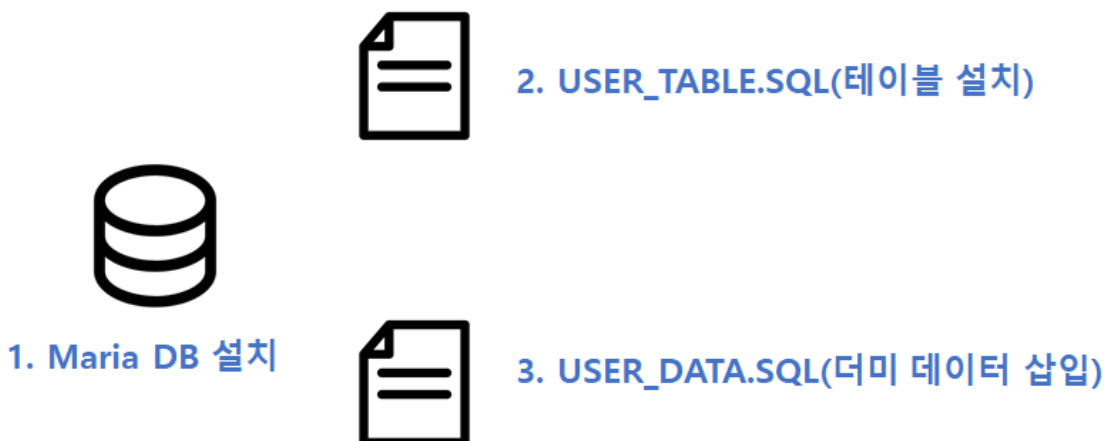 2. USER_TABLE.SQL(테이블 설치)
1. Maria DB 설치
3. USER_DATA.SQL(더미 데이터 삽입)